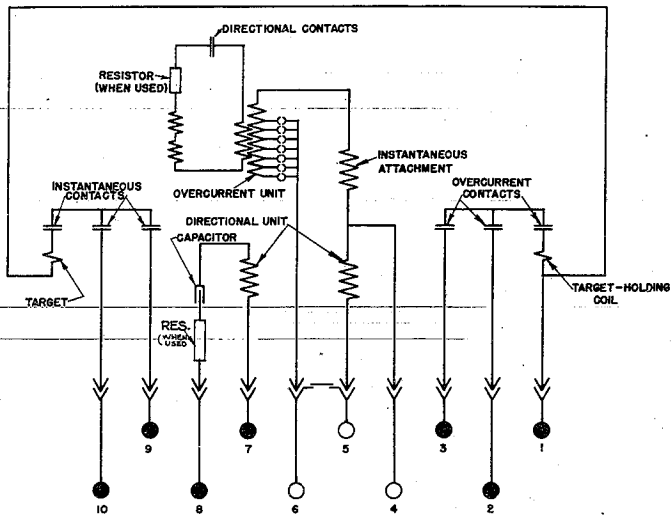 DIRECTIONAL CONTACTS
RESISTOR
(WHEN USED)
INSTANTANEOUS
ATTACHMENT
INSTANTANEOUS
CONTACTS
OVERCURRENT UNIT
OVERCURRENT
CONTACTS
DIRECTIONAL UNIT
CAPACITOR
TARGET
TARGET-HOLDING
COIL
RES.
(WHEN
USED
9
7
5
3
1
10
8
6
4
2